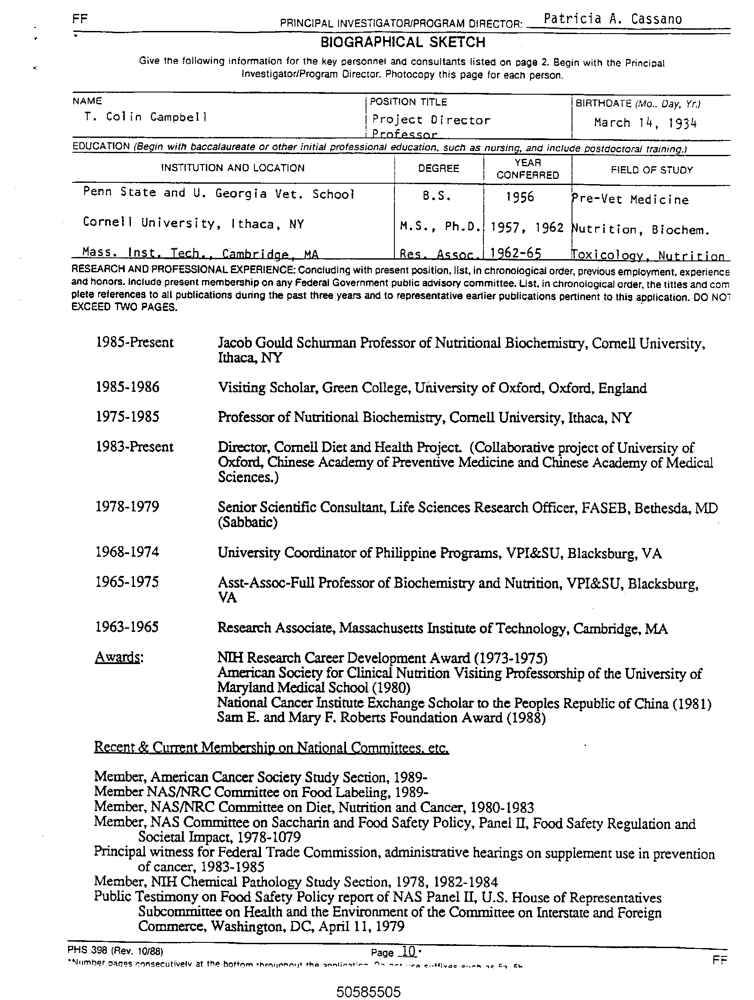 FF
PRINCIPAL INVESTIGATOR/PROGRAM DIRECTOR: Patricia A. Cassano
BIOGRAPHICAL SKETCH
Give the following information for the key personnel and consultants listed on page 2. Begin with the Principal
Investigator/Program Director. Photocopy this page for each person.
NAME POSITION TITLE BIRTHDATE (Mo., Day, Yr.)
T. Colin Campbell Project Director March 14, 1934
Professor
EDUCATION (Begin with baccalaureate or other initial professional education, such as nursing, and include postdoctoral training.)
INSTITUTION AND LOCATION DEGREE YEAR CONFERRED FIELD OF STUDY
Penn State and U. Georgia Vet. School B.S. 1956 Pre-Vet Medicine
Cornell University, Ithaca, NY M.S., Ph.D. 1957, 1962 Nutrition, Biochem.
Mass. Inst. Tech., Cambridge, MA Res. Assoc. 1962-65 Toxicology, Nutrition
RESEARCH AND PROFESSIONAL EXPERIENCE: Concluding with present position, list, in chronological order, previous employment, experience
and honors. Include present membership on any Federal Government public advisory committee. List, in chronological order, the titles and com
plete references to all publications during the past three years and to representative earlier publications pertinent to this application. DO NOT
EXCEED TWO PAGES.
1985-Present Jacob Gould Schurman Professor of Nutritional Biochemistry, Cornell University,
Ithaca, NY
1985-1986 Visiting Scholar, Green College, University of Oxford, Oxford, England
1975-1985 Professor of Nutritional Biochemistry, Cornell University, Ithaca, NY
1983-Present Director, Cornell Diet and Health Project. (Collaborative project of University of
Oxford, Chinese Academy of Preventive Medicine and Chinese Academy of Medical
Sciences.)
1978-1979 Senior Scientific Consultant, Life Sciences Research Officer, FASEB, Bethesda, MD
(Sabbatic)
1968-1974 University Coordinator of Philippine Programs, VPI&SU, Blacksburg, VA
1965-1975 Asst-Assoc-Full Professor of Biochemistry and Nutrition, VPI&SU, Blacksburg,
VA
1963-1965 Research Associate, Massachusetts Institute of Technology, Cambridge, MA
Awards: NIH Research Career Development Award (1973-1975)
American Society for Clinical Nutrition Visiting Professorship of the University of
Maryland Medical School (1980)
National Cancer Institute Exchange Scholar to the Peoples Republic of China (1981)
Sam E. and Mary F. Roberts Foundation Award (1988)
Recent & Current Membership on National Committees, etc.
Member, American Cancer Society Study Section, 1989-
Member NAS/NRC Committee on Food Labeling, 1989-
Member, NAS/NRC Committee on Diet, Nutrition and Cancer, 1980-1983
Member, NAS Committee on Saccharin and Food Safety Policy, Panel II, Food Safety Regulation and
Societal Impact, 1978-1079
Principal witness for Federal Trade Commission, administrative hearings on supplement use in prevention
of cancer, 1983-1985
Member, NIH Chemical Pathology Study Section, 1978, 1982-1984
Public Testimony on Food Safety Policy report of NAS Panel II, U.S. House of Representatives
Subcommittee on Health and the Environment of the Committee on Interstate and Foreign
Commerce, Washington, DC, April 11, 1979
PHS 398 (Rev. 10/88) Page 10 FF
*Number pages consecutively at the bottom throughout the application. Do not use suffixes such as
50585505